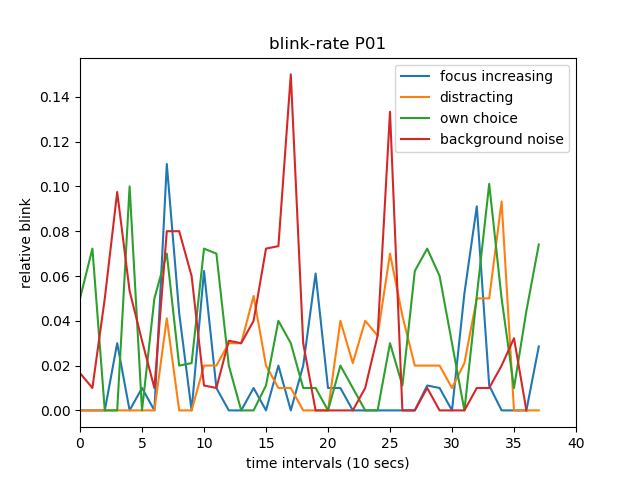 blink-rate P01
focus increasing
distracting
own choice
background noise
relative blink
0.14
0.12
0.10
0.08
0.06
0.04
0.02
0.00
0 5 10 15 20 25 30 35 40
time intervals (10 secs)